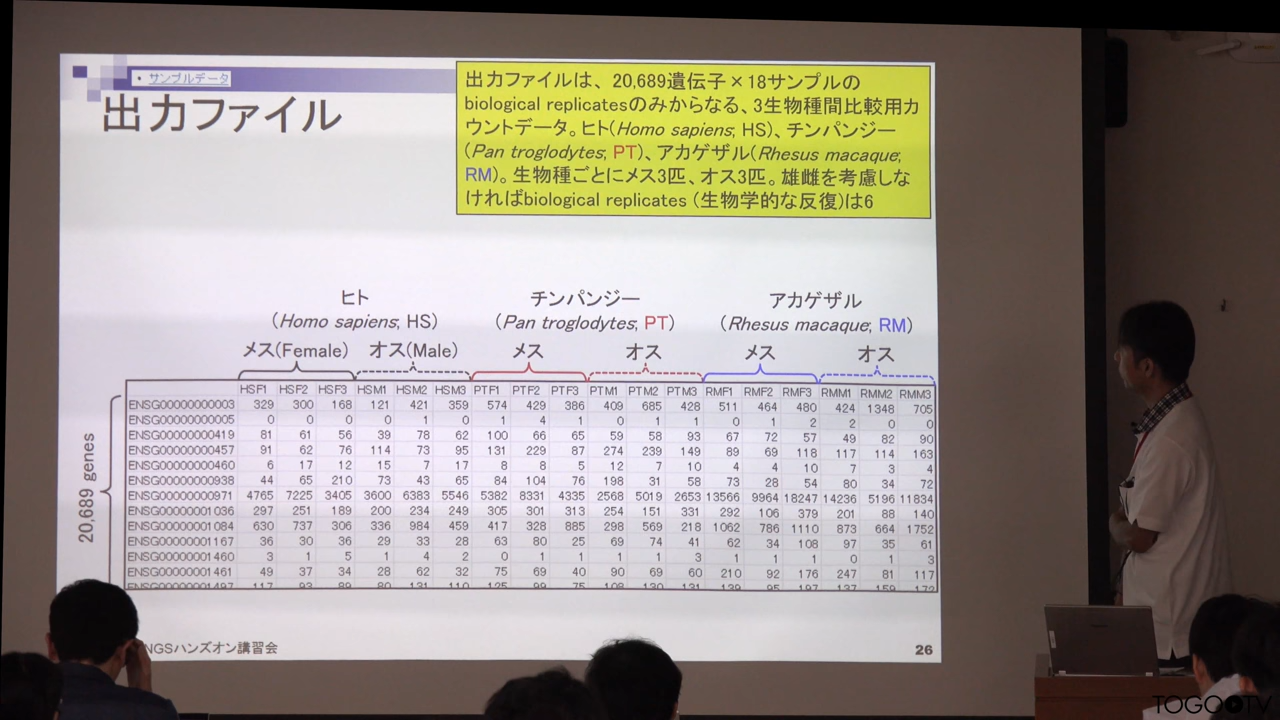 ・ サンプルデータ
出力ファイル
出力ファイルは、20,689遺伝子×18サンプルの
biological replicatesのみからなる、3生物種間比較用カ
ウントデータ。ヒト(Homo sapiens; HS)、チンパンジー
(Pan troglodytes; PT)、アカゲザル(Rhesus macaque;
RM)。生物種ごとにメス3匹、オス3匹。雄雌を考慮しな
ければbiological replicates (生物学的な反復)は6
ヒト チンパンジー アカゲザル
(Homo sapiens; HS) (Pan troglodytes; PT) (Rhesus macaque; RM)
メス(Female) オス(Male) メス オス メス オス
HSF1 HSF2 HSF3 HSM1 HSM2 HSM3 PTF1 PTF2 PTF3 PTM1 PTM2 PTM3 RMF1 RMF2 RMF3 RMM1 RMM2 RMM3
ENSG00000000003 329 300 168 121 421 359 574 429 386 409 685 428 511 464 480 424 1348 705
ENSG00000000005 0 0 0 0 1 0 1 4 1 0 1 1 0 1 2 2 0 0
ENSG00000000419 81 61 56 39 78 62 100 66 65 59 58 93 67 72 57 49 82 90
ENSG00000000457 91 62 76 114 73 95 131 229 87 274 239 149 89 69 118 117 114 163
ENSG00000000460 6 17 12 15 7 17 8 8 5 12 7 10 4 4 10 7 3 4
ENSG00000000938 44 65 210 73 43 65 84 104 76 198 31 58 73 28 54 80 34 72
ENSG00000000971 4765 7225 3405 3600 6383 5546 5382 8331 4335 2568 5019 2653 13566 9964 18247 14236 5196 11834
ENSG00000001036 297 251 189 200 234 249 305 301 313 254 151 331 292 106 379 201 88 140
ENSG00000001084 630 737 306 336 984 459 417 328 885 298 569 218 1062 786 1110 873 664 1752
ENSG00000001167 36 30 36 29 33 28 63 80 25 69 74 41 62 34 108 97 35 61
ENSG00000001460 3 1 5 1 4 2 0 1 1 1 1 3 1 1 1 0 1 3
ENSG00000001461 49 37 34 28 62 32 75 69 40 90 69 60 210 92 176 247 81 117
20,689 genes
NGSハンズオン講習会
26
TOGOTV